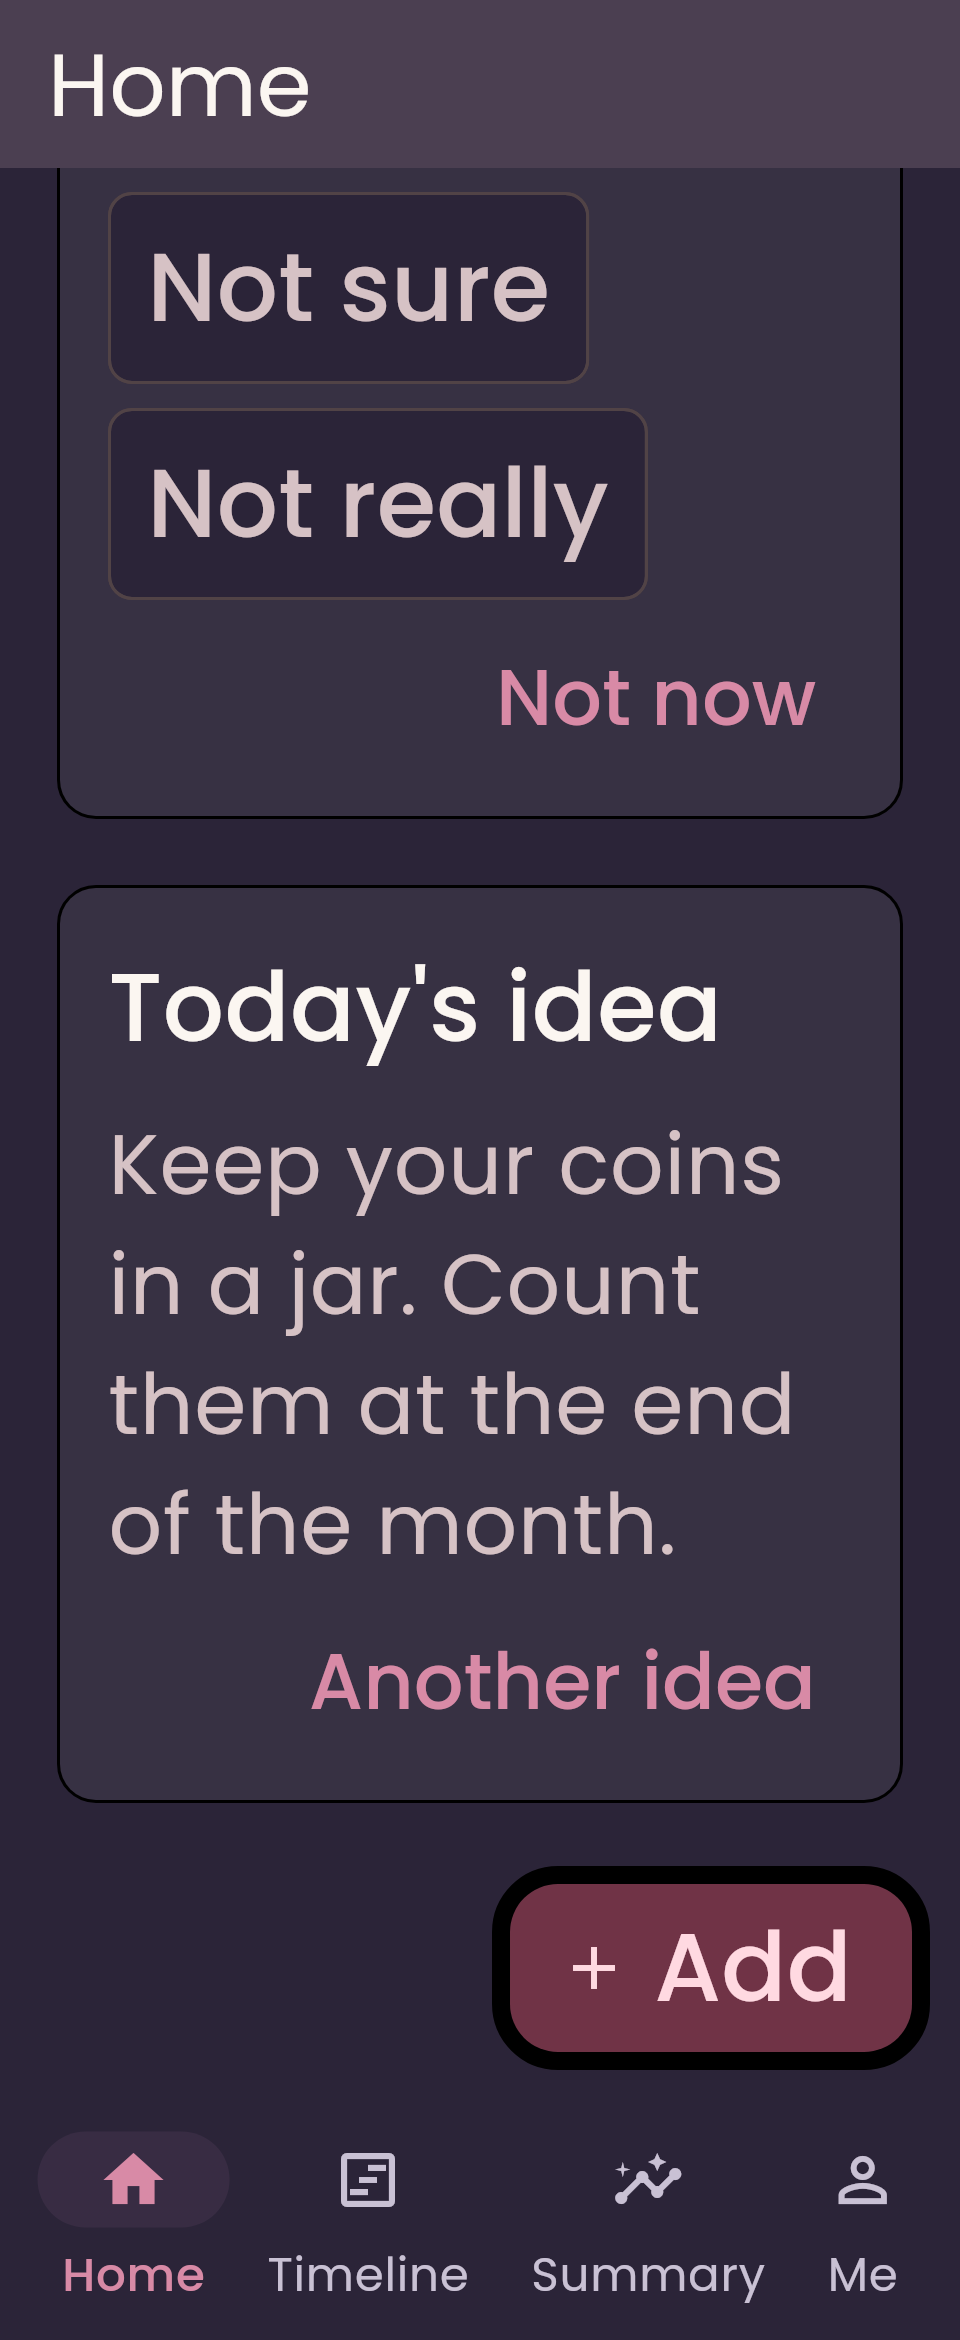 Home
Not sure
Not really
Not now
Today's idea
Keep your coins
in a jar. Count
them at the end
of the month.
Another idea
+ Add
Home Timeline Summary Me